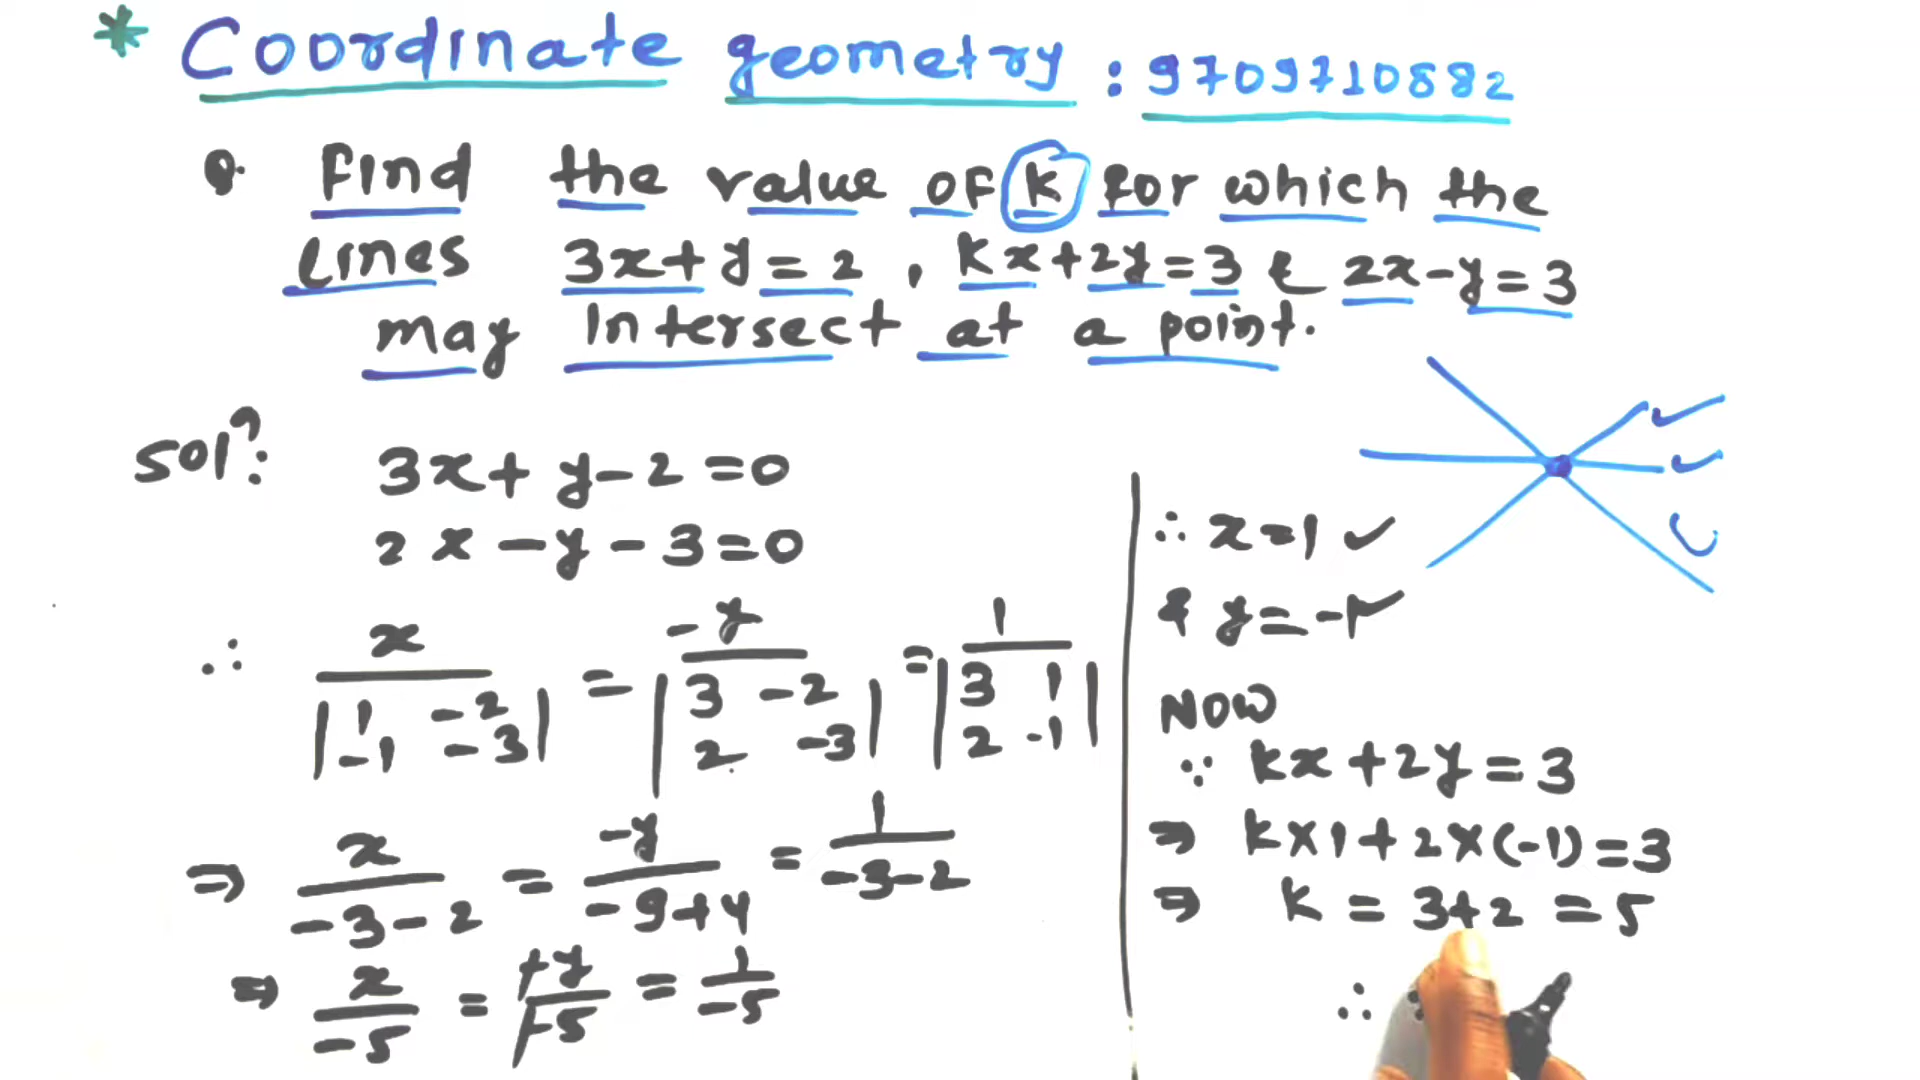 * Coordinate geometry : 9709710882
Q. Find the value of k for which the
lines 3x+y=2 , kx+2y=3 & 2x-y=3
may intersect at a point.
Solⁿ:
3x+y-2=0
2x-y-3=0
∴ x/|1 -2; -1 -3| = -y/|3 -2; 2 -3| = 1/|3 1; 2 -1|
⇒ x/(-3-2) = -y/(-9+4) = 1/(-3-2)
⇒ x/-5 = +y/+5 = 1/-5
∴ x=1 ✓
& y=-1 ✓
Now
∵ kx+2y=3
⇒ k×1+2×(-1)=3
⇒ k = 3+2 = 5
∴